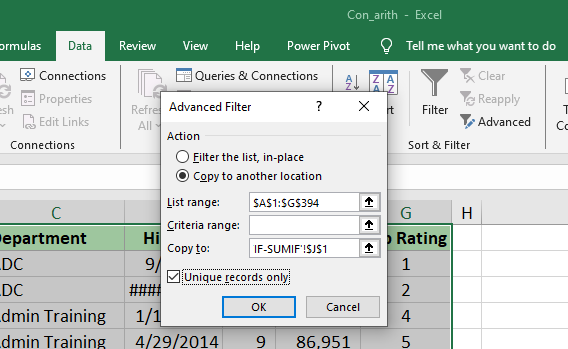 Con_arith - Excel
ormulas Data Review View Help Power Pivot Tell me what you want to do
Connections
Properties
Edit Links
Connections
Refre
All
Queries & Connections
Filter
Clear
Reapply
Advanced
Sort & Filter
Advanced Filter ? ×
Action
Filter the list, in-place
Copy to another location
List range: $A$1:$G$394
Criteria range:
Copy to: 'IF-SUMIF'!$J$1
Unique records only
OK Cancel
C G H
Department Hi Rating
ADC 9/ 1
ADC #### 2
Admin Training 1/1 4
Admin Training 4/29/2014 9 86,951 5